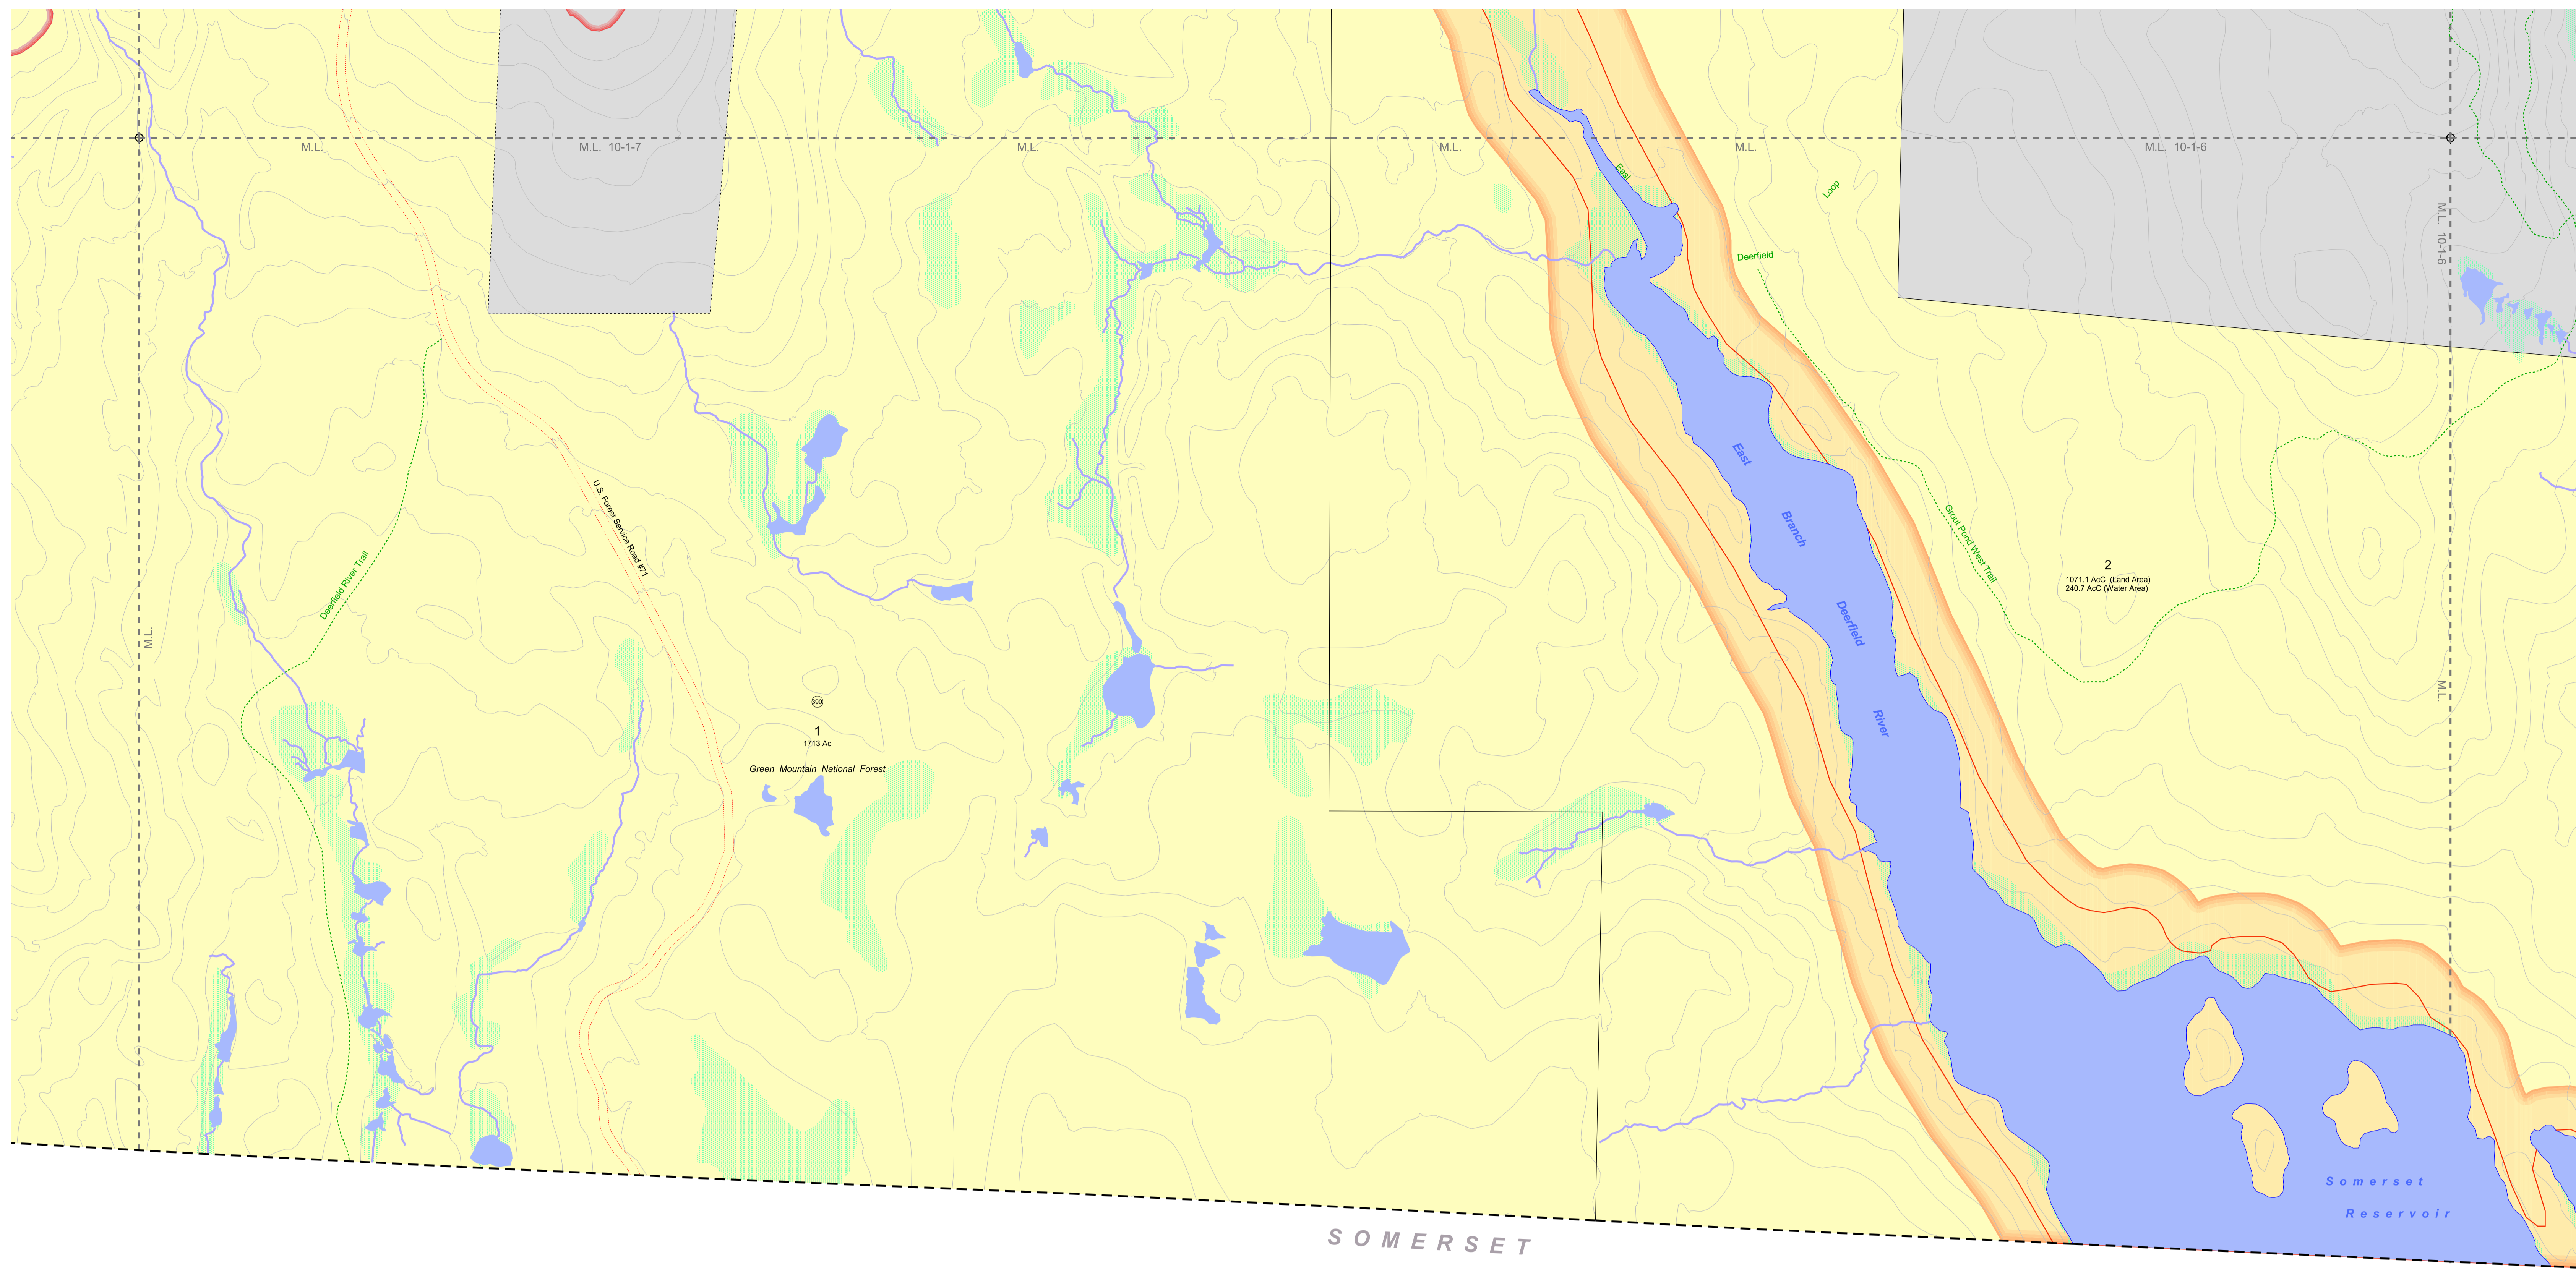 M.L.
M.L. 10-1-7
M.L.
M.L.
M.L.
M.L. 10-1-6
East
Deerfield
Loop
M.L. 10-1-6
East
Branch
Deerfield
River
U.S. Forest Service Road #71
Deerfield River Trail
Grout Pond West Trail
2
1071.1 AcC (Land Area)
240.7 AcC (Water Area)
M.L.
M.L.
390
1
1713 Ac
Green Mountain National Forest
Somerset
Reservoir
SOMERSET